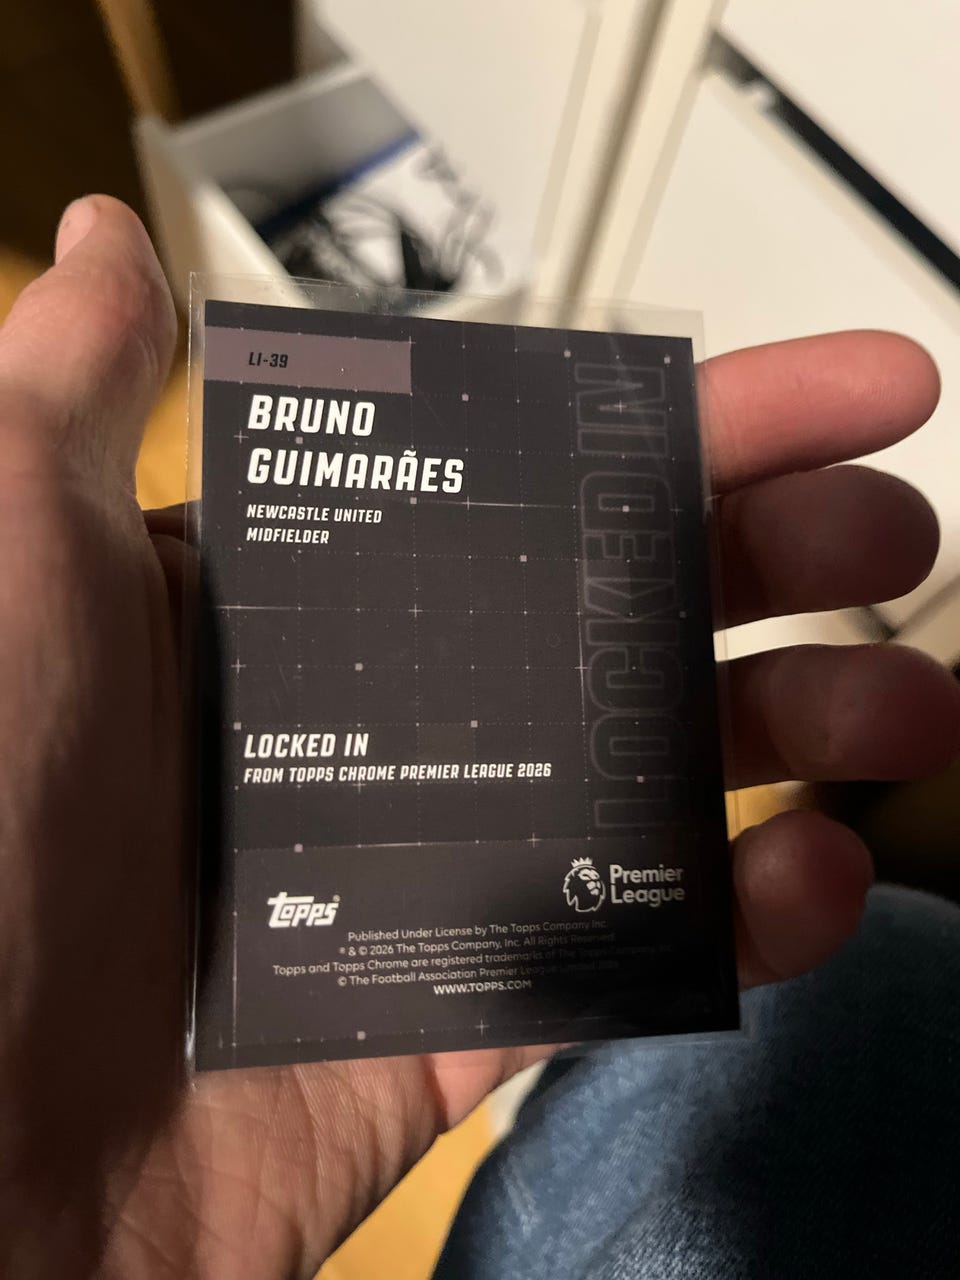 LI-39
BRUNO
GUIMARÃES
NEWCASTLE UNITED
MIDFIELDER
LOCKED IN
LOCKED IN
FROM TOPPS CHROME PREMIER LEAGUE 2026
topps®
Premier
League
Published Under License by The Topps Company Inc.
® & © 2026 The Topps Company, Inc. All Rights Reserved.
Topps and Topps Chrome are registered trademarks of The Topps Company, Inc.
© The Football Association Premier League Limited
WWW.TOPPS.COM